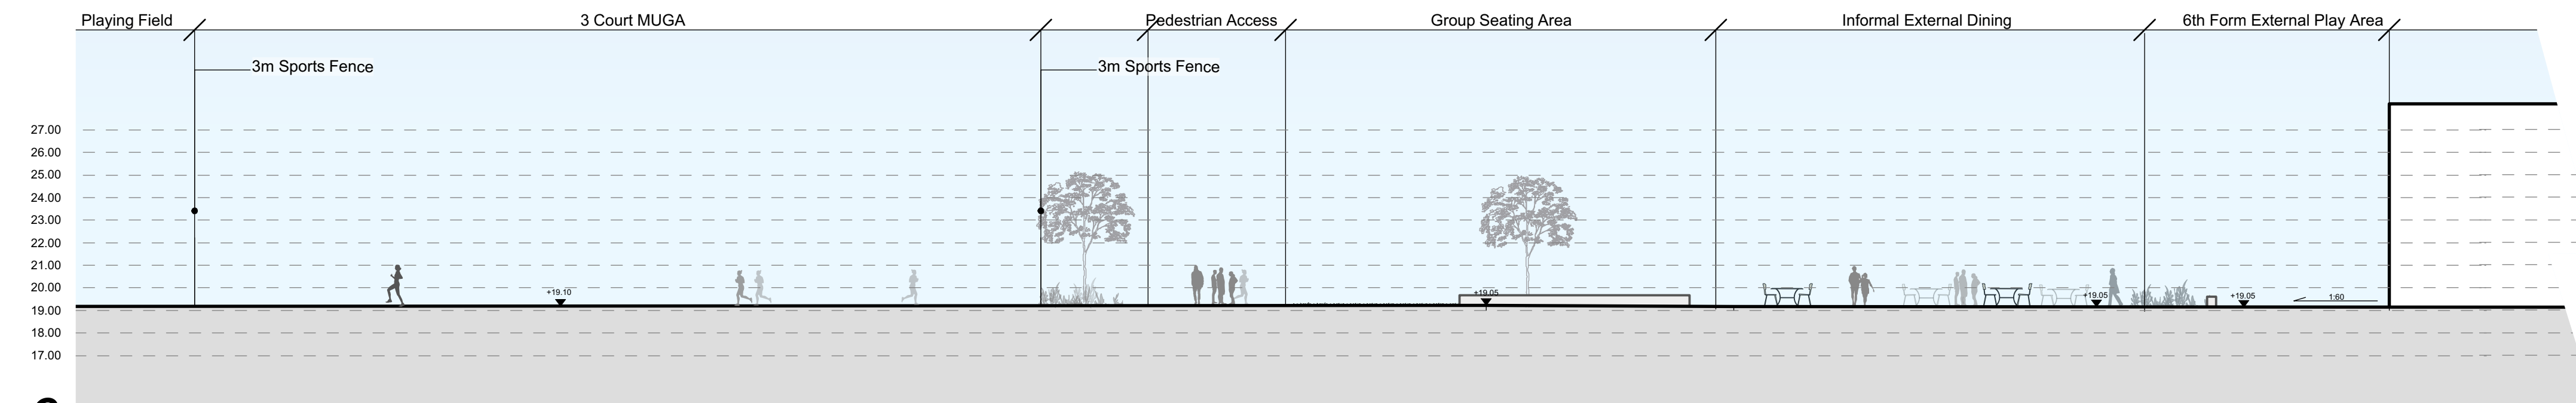 Playing Field
3 Court MUGA
Pedestrian Access
Group Seating Area
Informal External Dining
6th Form External Play Area
3m Sports Fence
3m Sports Fence
27.00
26.00
25.00
24.00
23.00
22.00
21.00
20.00
19.00
18.00
17.00
+19.10
+19.05
+19.05
+19.05
1:60